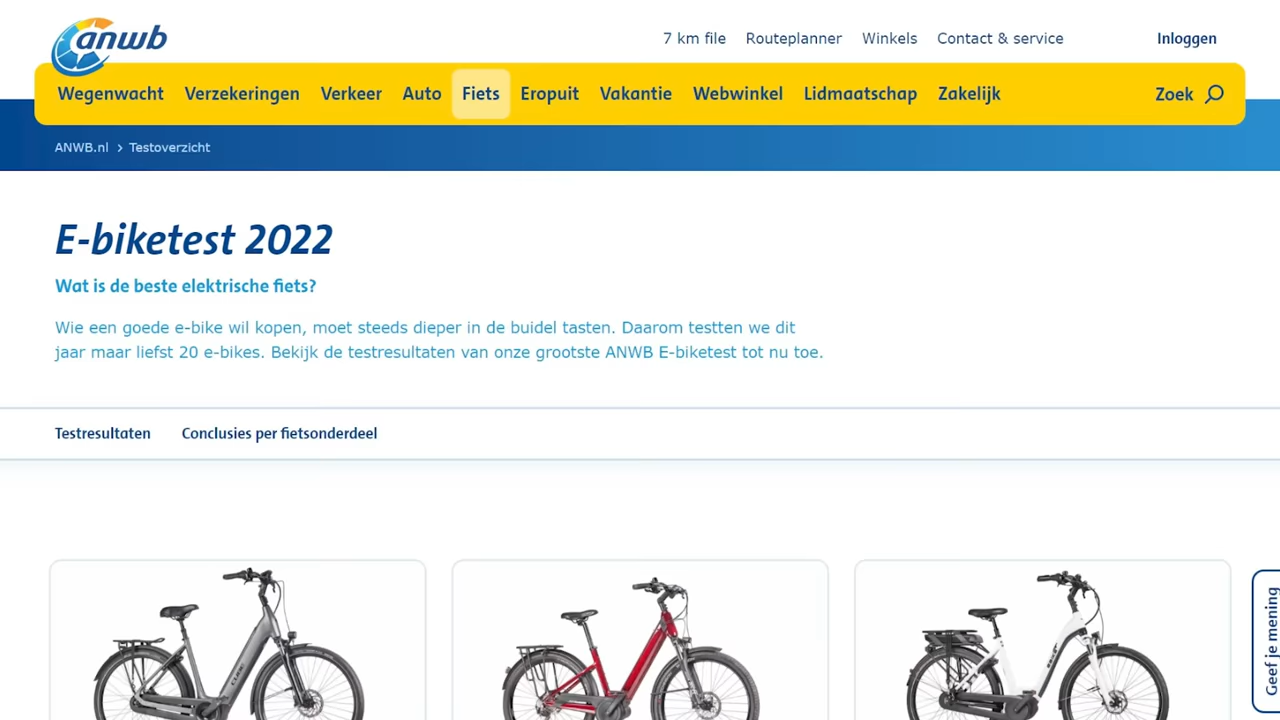 anwb
7 km file Routeplanner Winkels Contact & service Inloggen
Wegenwacht Verzekeringen Verkeer Auto Fiets Eropuit Vakantie Webwinkel Lidmaatschap Zakelijk Zoek
ANWB.nl > Testoverzicht
E-biketest 2022
Wat is de beste elektrische fiets?
Wie een goede e-bike wil kopen, moet steeds dieper in de buidel tasten. Daarom testten we dit
jaar maar liefst 20 e-bikes. Bekijk de testresultaten van onze grootste ANWB E-biketest tot nu toe.
Testresultaten Conclusies per fietsonderdeel
CUBE
Geef je mening